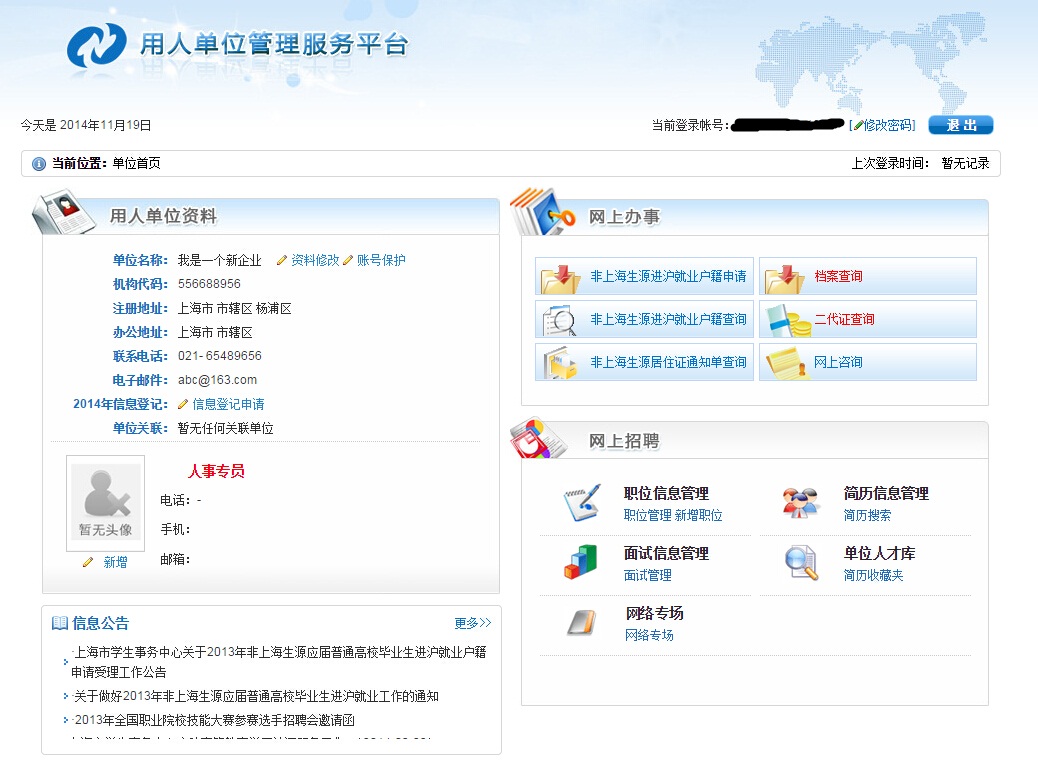 用人单位管理服务平台
今天是 2014年11月19日
当前登录帐号：
[修改密码]
退 出
当前位置：单位首页
上次登录时间： 暂无记录
用人单位资料
单位名称： 我是一个新企业 资料修改 账号保护
机构代码： 556688956
注册地址： 上海市 市辖区 杨浦区
办公地址： 上海市 市辖区
联系电话： 021- 65489656
电子邮件： abc@163.com
2014年信息登记： 信息登记申请
单位关联： 暂无任何关联单位
人事专员
电话：-
手机：
邮箱：
暂无头像
新增
信息公告
更多>>
·上海市学生事务中心关于2013年非上海生源应届普通高校毕业生进沪就业户籍
申请受理工作公告
·关于做好2013年非上海生源应届普通高校毕业生进沪就业工作的通知
·2013年全国职业院校技能大赛参赛选手招聘会邀请函
网上办事
非上海生源进沪就业户籍申请
档案查询
非上海生源进沪就业户籍查询
二代证查询
非上海生源居住证通知单查询
网上咨询
网上招聘
职位信息管理
职位管理 新增职位
简历信息管理
简历搜索
面试信息管理
面试管理
单位人才库
简历收藏夹
网络专场
网络专场